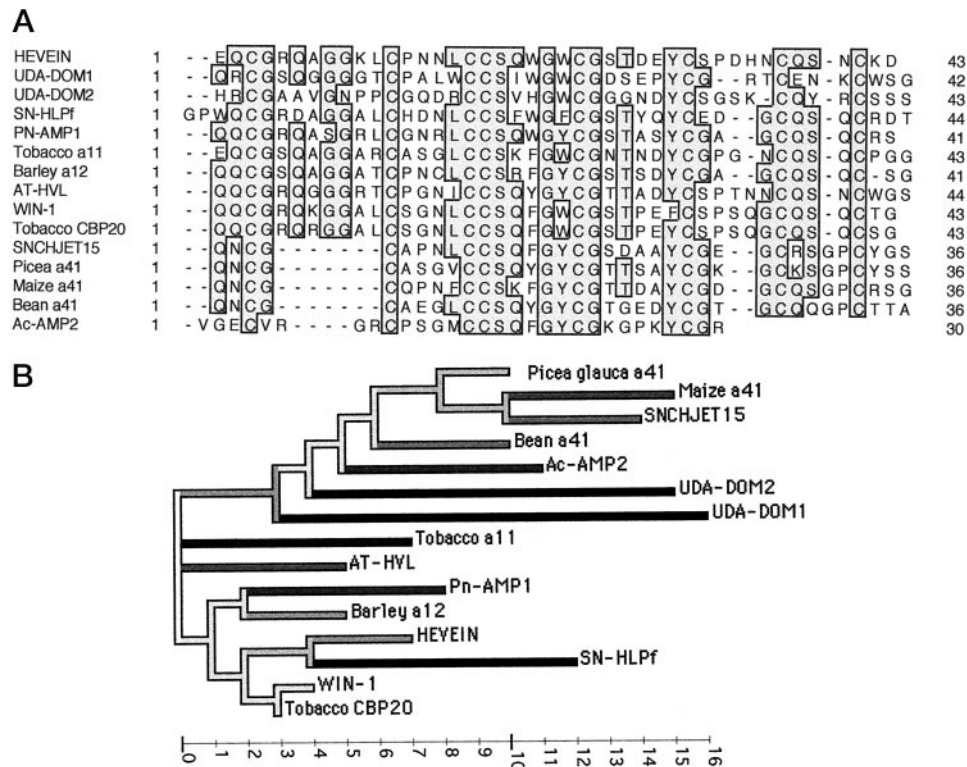 A
HEVEIN 1 - - E Q C G R Q A G G K L C P N N L C C S Q W G W C G S T D E Y C S P D H N C Q S - N C K D 43
UDA-DOM1 1 - - Q R C G S Q G G G G T C P A L W C C S I W G W C G D S E P Y C G - - R T C E N - K C W S G 42
UDA-DOM2 1 - - H R C G A A V G N P P C G Q D R C C S V H G W C G G G N D Y C S G S K - C Q Y - R C S S S 43
SN-HLPf 1 G P W Q C G R D A G G A L C H D N L C C S F W G F C G S T Y Q Y C E D - - G C Q S - Q C R D T 44
PN-AMP1 1 - - Q Q C G R Q A S G R L C G N R L C C S Q W G Y C G S T A S Y C G A - - G C Q S - Q C R 41
Tobacco a11 1 - - E Q C G S Q A G G A R C A S G L C C S K F G W C G N T N D Y C G P G - N C Q S - Q C P G G 43
Barley a12 1 - - Q Q C G S Q A G G A T C P N C L C C S R F G Y C G S T S D Y C G A - - G C Q S - Q C - S G 41
AT-HVL 1 - - Q Q C G R Q G G G R T C P G N I C C S Q Y G Y C G T T A D Y C S P T N N C Q S - N C W G S 44
WIN-1 1 - - Q Q C G R Q K G G A L C S G N L C C S Q F G W C G S T P E F C S P S Q G C Q S - Q C T G 43
Tobacco CBP20 1 - - Q Q C G R Q R G G A L C S G N L C C S Q F G W C G S T P E Y C S P S Q G C Q S - Q C S G 43
SNCHJET15 1 - - Q N C G - - - - - - - C A P N L C C S Q F G Y C G S D A A Y C G E - - G C R S G P C Y G S 36
Picea a41 1 - - Q N C G - - - - - - - C A S G V C C S Q Y G Y C G T T S A Y C G K - - G C K S G P C Y S S 36
Maize a41 1 - - Q N C G - - - - - - - C Q P N F C C S K F G Y C G T T D A Y C G D - - G C Q S G P C R S G 36
Bean a41 1 - - Q N C G - - - - - - - C A E G L C C S Q Y G Y C G T G E D Y C G T - - G C Q Q G P C T T A 36
Ac-AMP2 1 - V G E C V R - - - - - G R C P S G M C C S Q F G Y C G K G P K Y C G R 30
B
Picea glauca a41
Maize a41
SNCHJET15
Bean a41
Ac-AMP2
UDA-DOM2
UDA-DOM1
Tobacco a11
AT-HVL
Pn-AMP1
Barley a12
HEVEIN
SN-HLPf
WIN-1
Tobacco CBP20
0 1 2 3 4 5 6 7 8 9 10 11 12 13 14 15 16